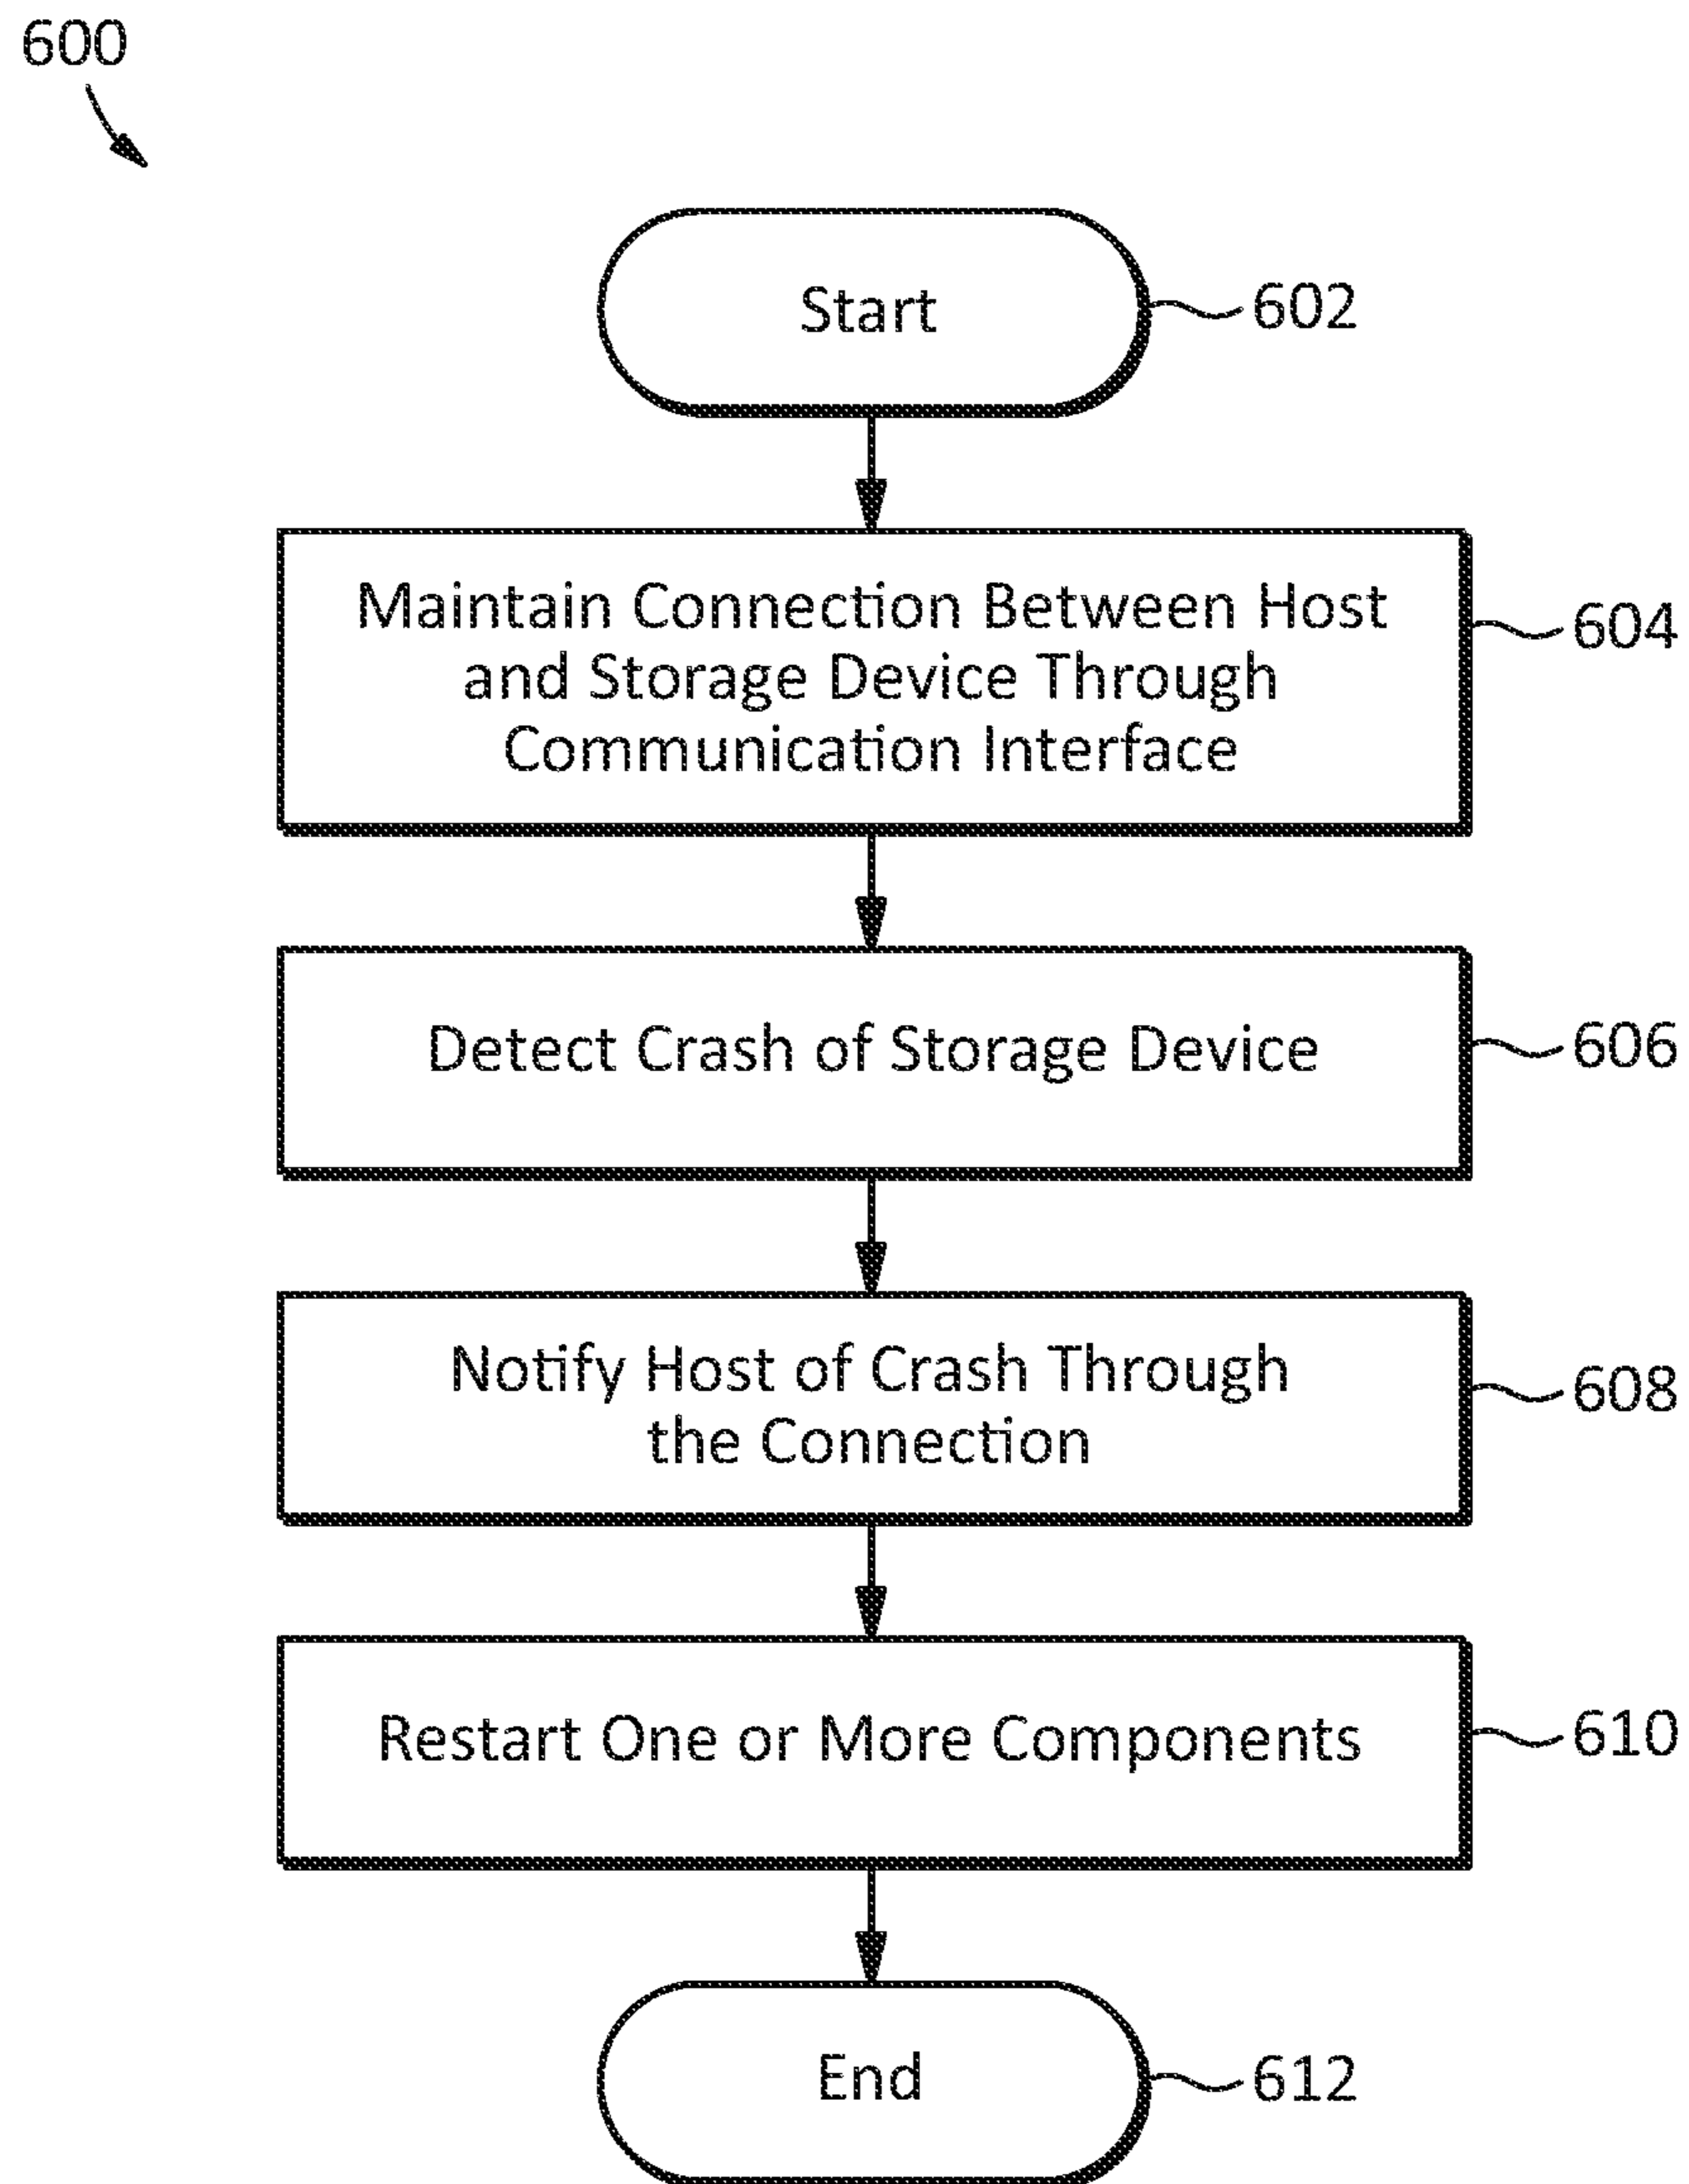 600
Start
602
Maintain Connection Between Host
and Storage Device Through
Communication Interface
604
Detect Crash of Storage Device
606
Notify Host of Crash Through
the Connection
608
Restart One or More Components
610
End
612